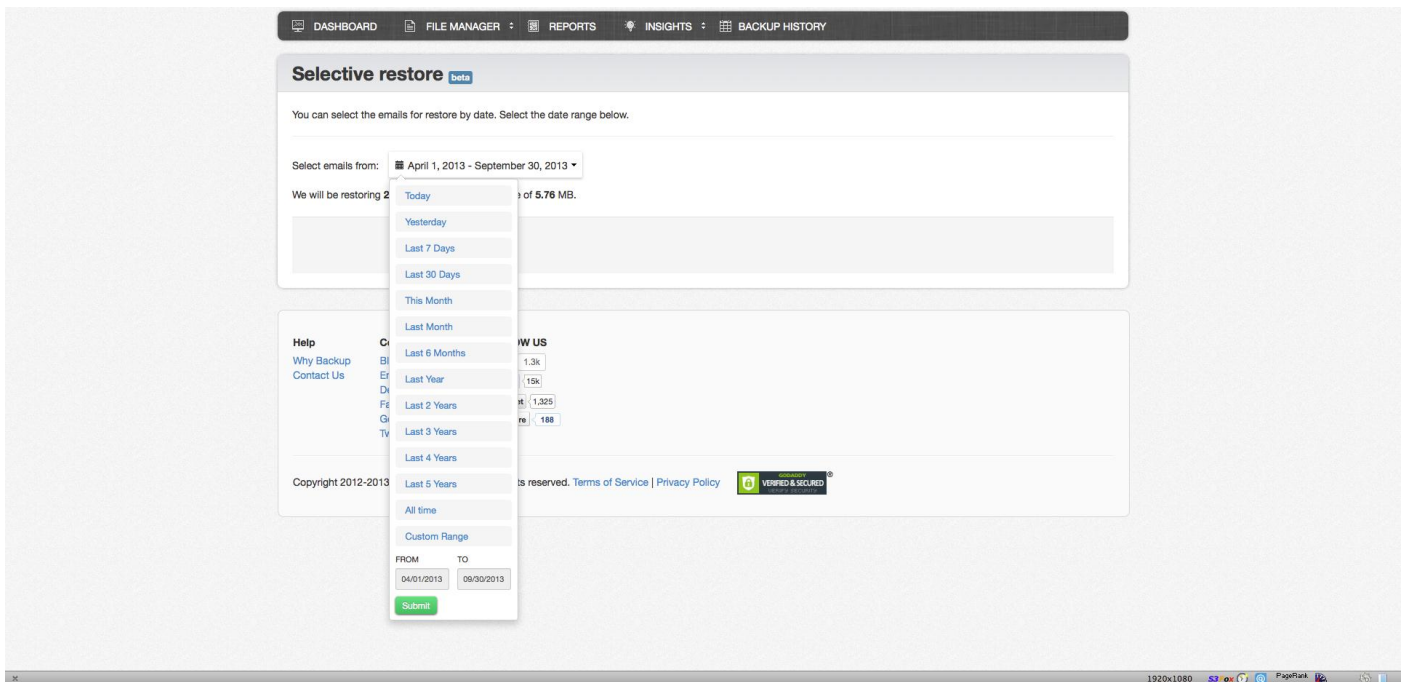 DASHBOARD FILE MANAGER REPORTS INSIGHTS BACKUP HISTORY
Selective restore beta
You can select the emails for restore by date. Select the date range below.
Select emails from: April 1, 2013 - September 30, 2013
We will be restoring 2 of 5.76 MB.
Today
Yesterday
Last 7 Days
Last 30 Days
This Month
Last Month
Last 6 Months
Last Year
Last 2 Years
Last 3 Years
Last 4 Years
Last 5 Years
All time
Custom Range
FROM TO
04/01/2013 09/30/2013
Submit
Help
Why Backup
Contact Us
OW US
1.3k
15k
1,325
188
Copyright 2012-2013 ts reserved. Terms of Service | Privacy Policy
GODADDY
VERIFIED & SECURED
VERIFY SECURITY
1920x1080 PageRank